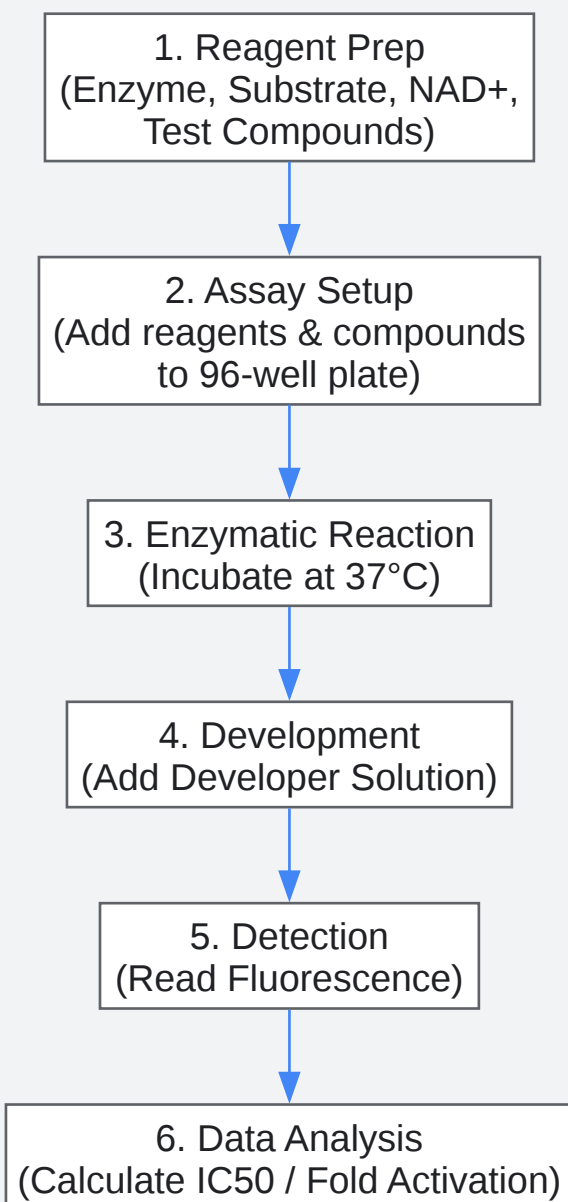 1. Reagent Prep
(Enzyme, Substrate, NAD+,
Test Compounds)
2. Assay Setup
(Add reagents & compounds
to 96-well plate)
3. Enzymatic Reaction
(Incubate at 37°C)
4. Development
(Add Developer Solution)
5. Detection
(Read Fluorescence)
6. Data Analysis
(Calculate IC50 / Fold Activation)